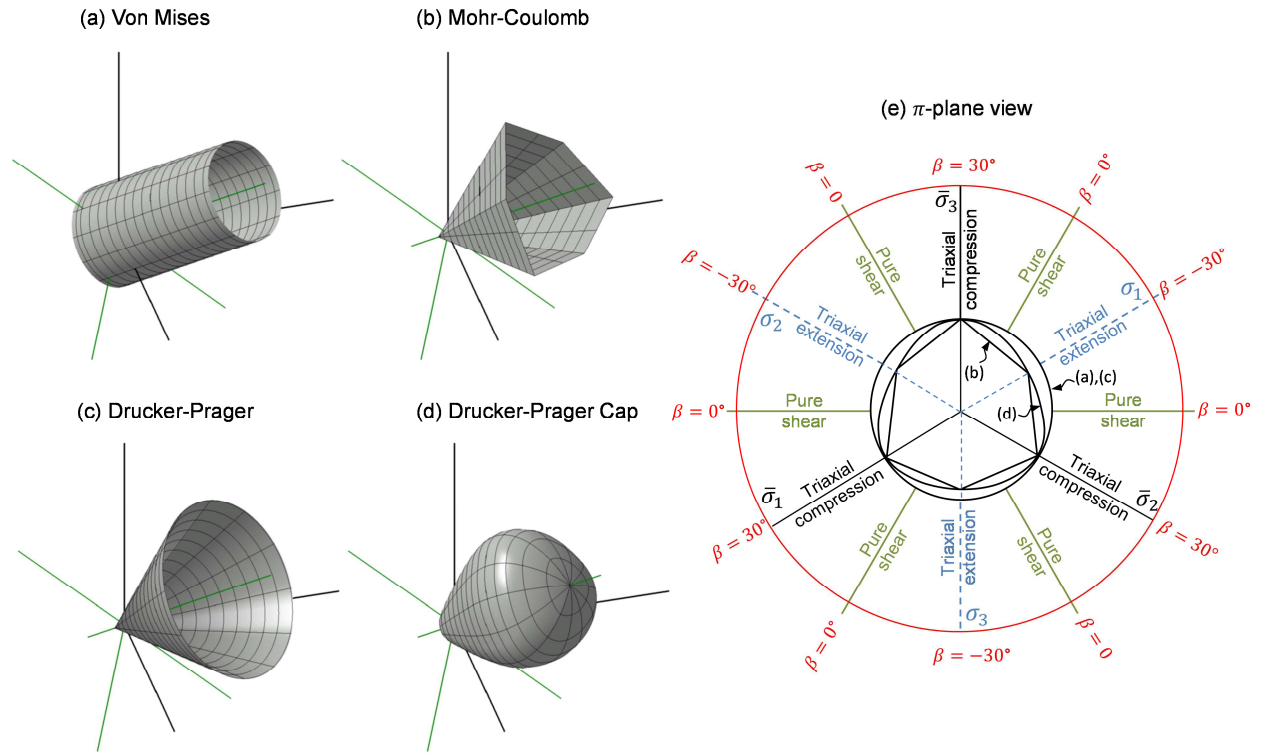 (a) Von Mises
(b) Mohr-Coulomb
(c) Drucker-Prager
(d) Drucker-Prager Cap
(e) π-plane view
β = 30°
β = 0
β = 0°
σ̄₃
Triaxial
compression
Pure
shear
Pure
shear
β = −30°
β = −30°
σ₂
σ₁
Triaxial
extension
Triaxial
extension
(b)
(a),(c)
(d)
β = 0°
Pure
shear
Pure
shear
β = 0°
σ̄₁
Triaxial
compression
Triaxial
compression
σ̄₂
β = 30°
β = 30°
Pure
shear
Triaxial
extension
Pure
shear
σ₃
β = 0°
β = −30°
β = 0